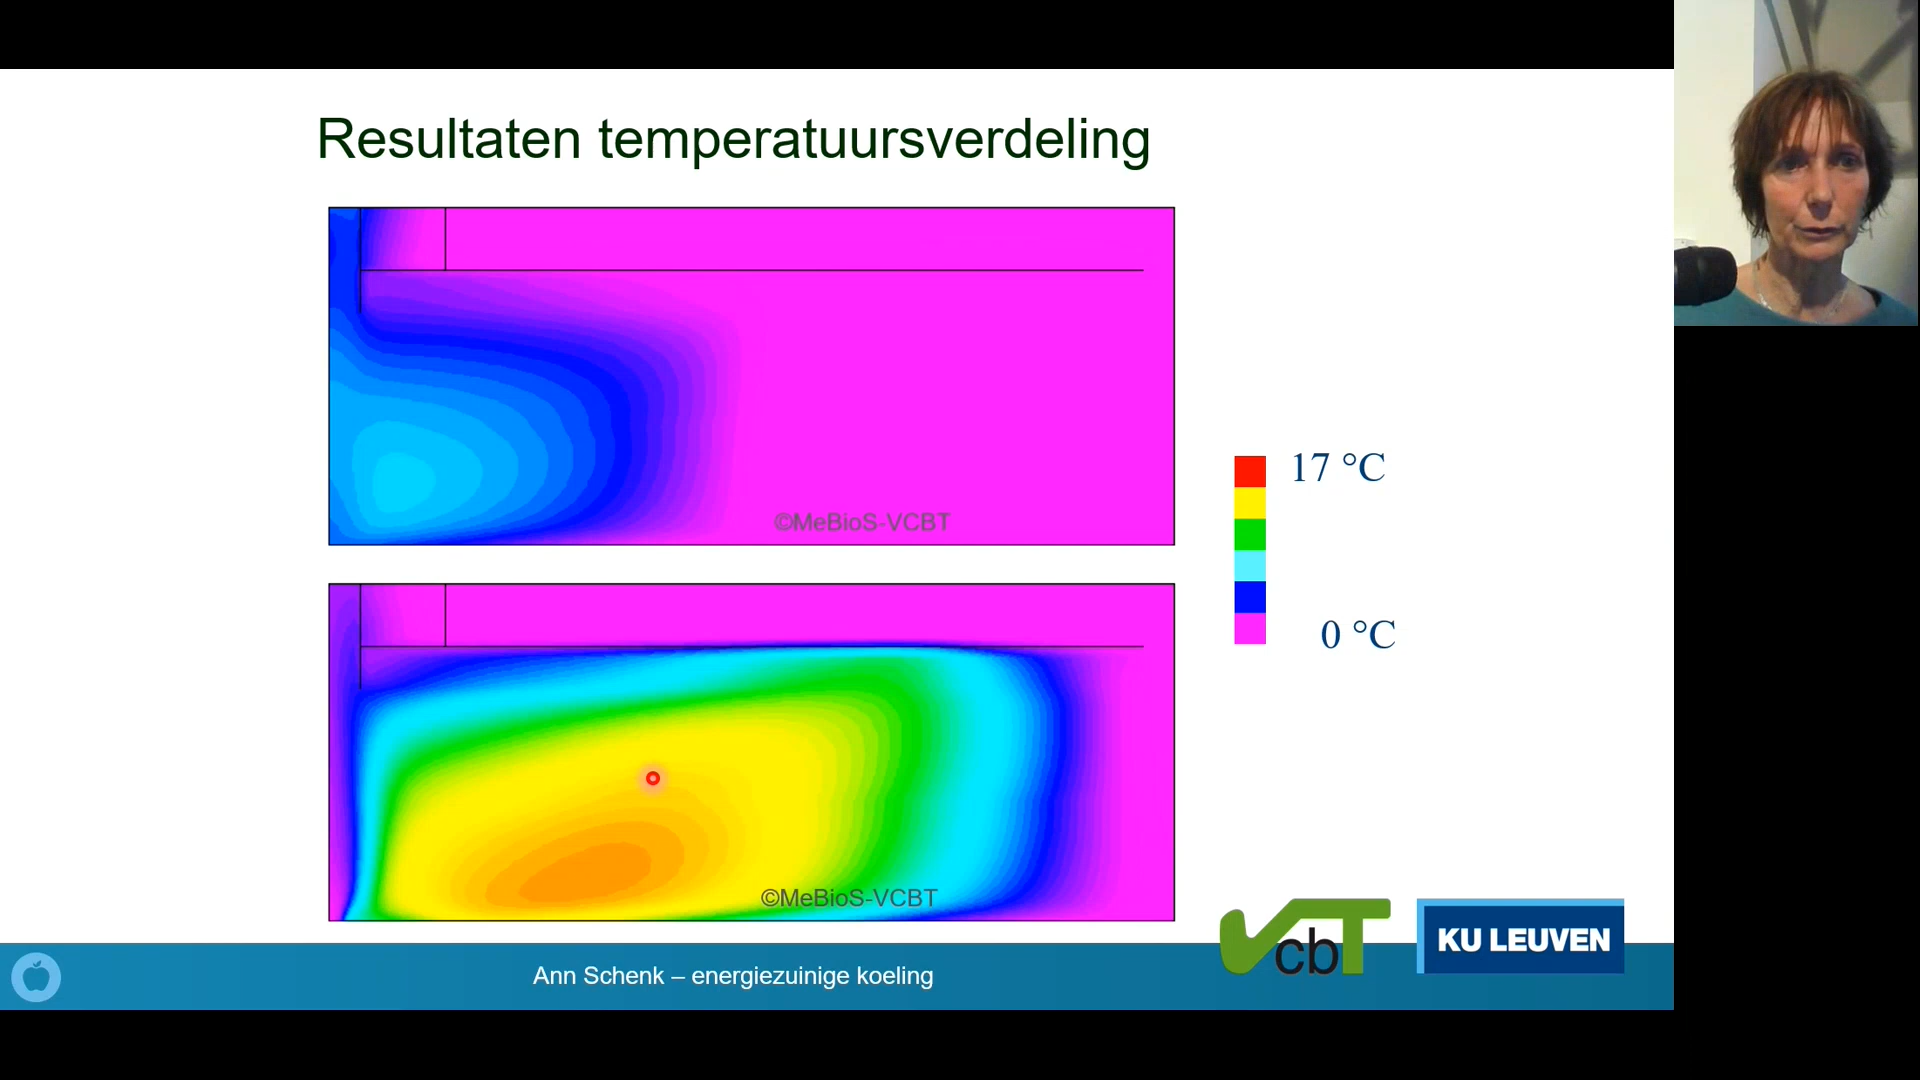 Resultaten temperatuursverdeling
©MeBioS-VCBT
17 °C
0 °C
©MeBioS-VCBT
Ann Schenk – energiezuinige koeling
VcbT
KU LEUVEN